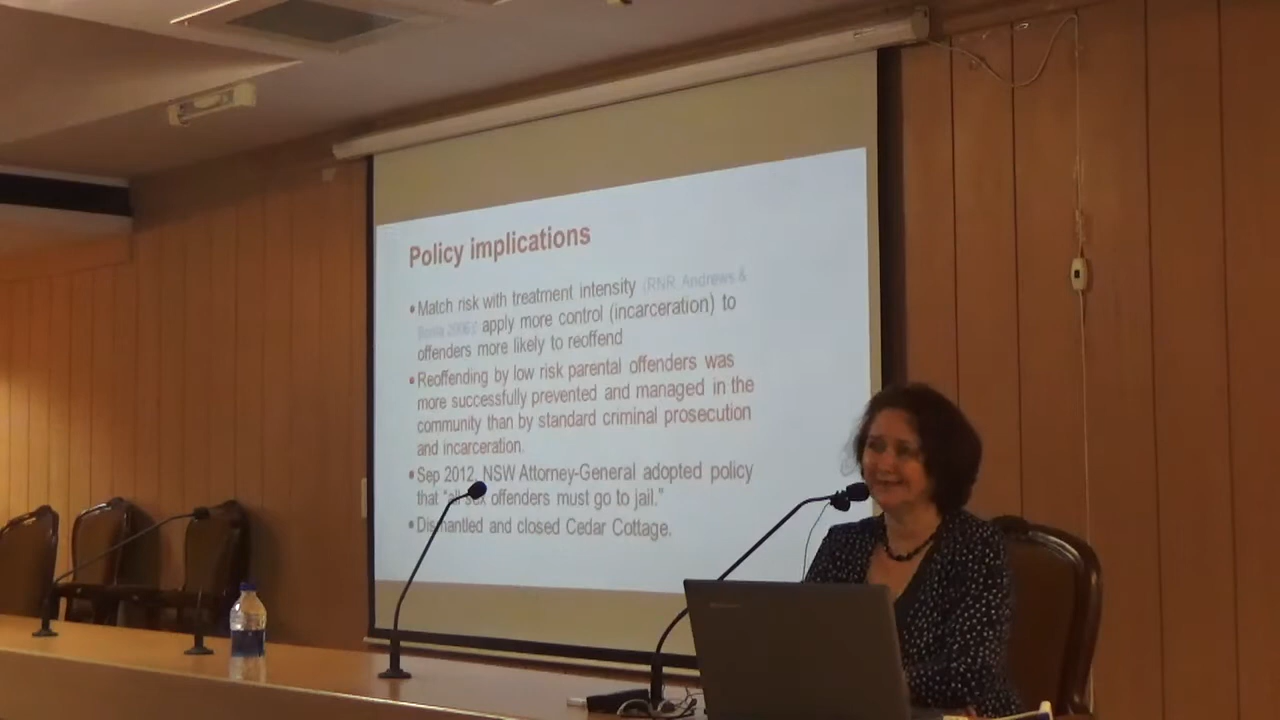 Policy implications
• Match risk with treatment intensity (RNR, Andrews &
Bonta 2006): apply more control (incarceration) to
offenders more likely to reoffend
• Reoffending by low risk parental offenders was
more successfully prevented and managed in the
community than by standard criminal prosecution
and incarceration.
• Sep 2012, NSW Attorney-General adopted policy
that "all sex offenders must go to jail."
• Dismantled and closed Cedar Cottage.